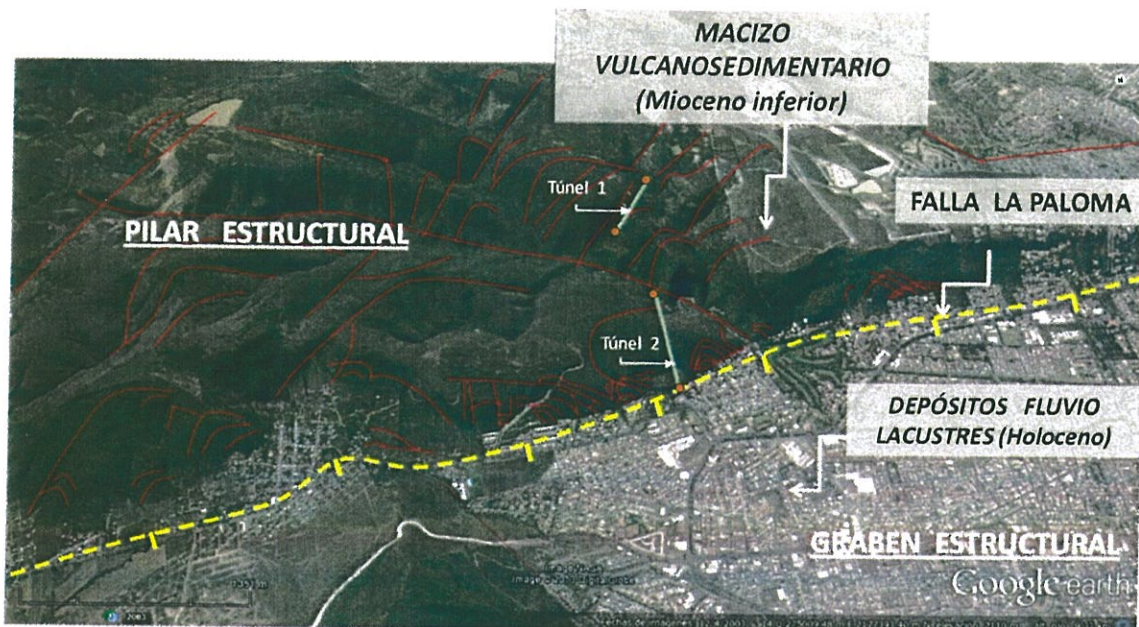 MACIZO
VULCANOSEDIMENTARIO
(Mioceno inferior)
Túnel 1
FALLA LA PALOMA
PILAR ESTRUCTURAL
Túnel 2
DEPÓSITOS FLUVIO
LACUSTRES (Holoceno)
GRABEN ESTRUCTURAL
Google earth